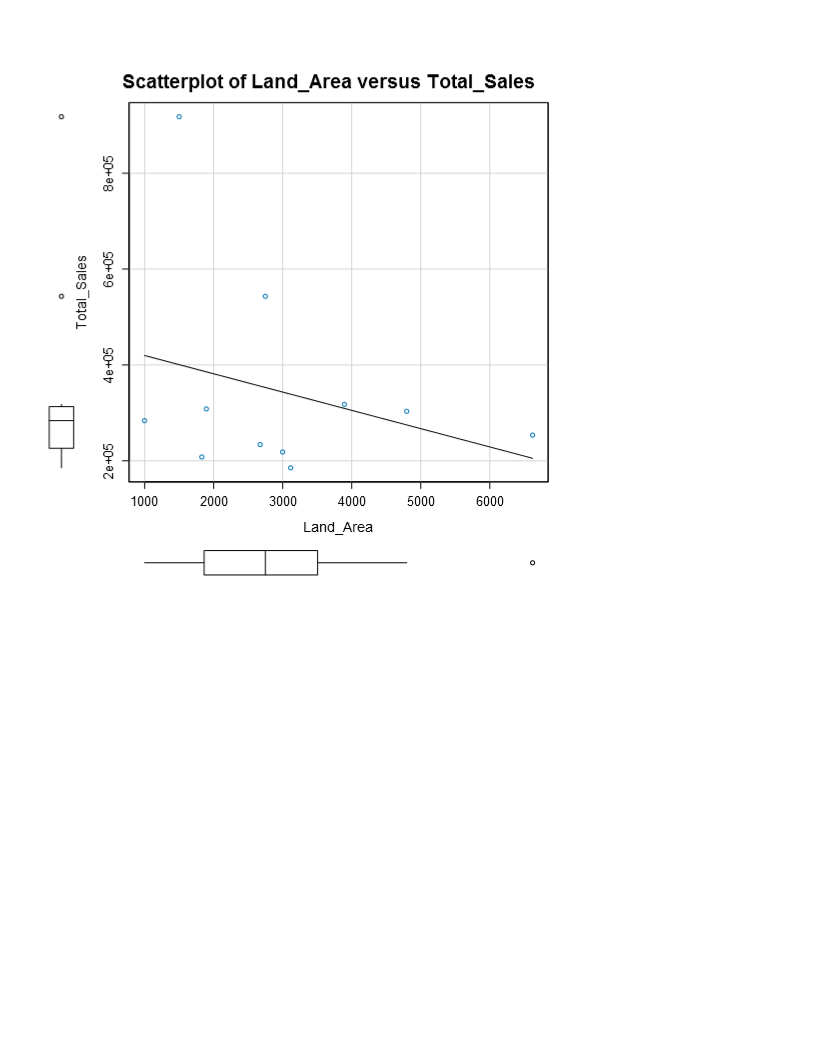 Scatterplot of Land_Area versus Total_Sales
Total_Sales
8e+05
6e+05
4e+05
2e+05
1000 2000 3000 4000 5000 6000
Land_Area